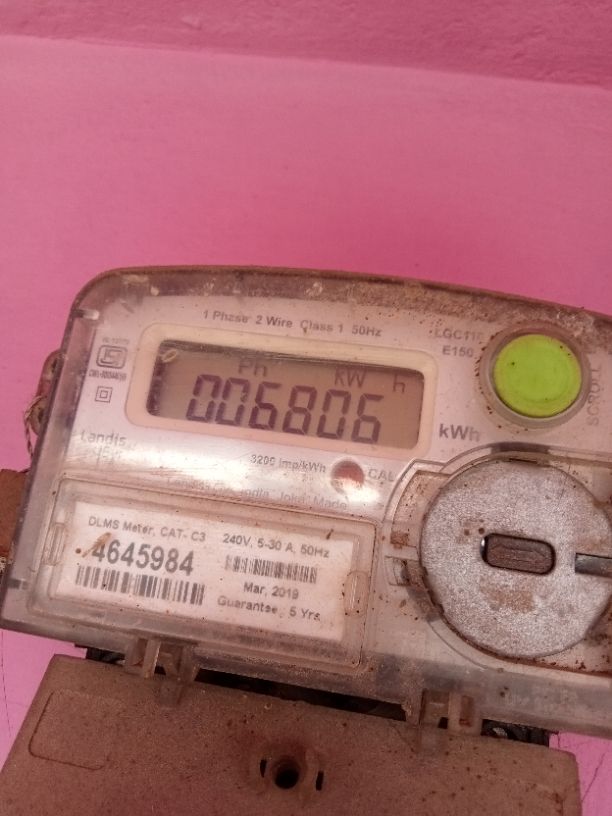 1 Phase 2 Wire Class 1 50Hz
E150
SCROLL
Ph KW h
006806
kWh
Landis
3200 imp/kWh
CAL
Made
DLMS Meter, CAT- C3 240V, 5-30 A, 50Hz
4645984
Mar, 2019
Guarantee 5 Yrs